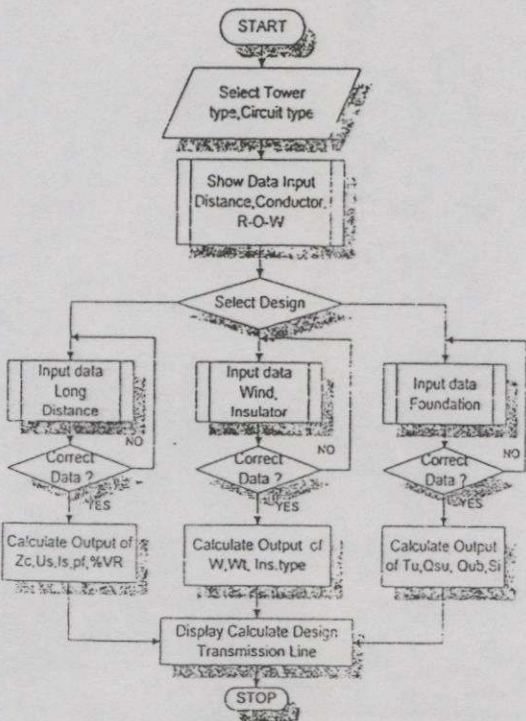 START
Select Tower
type,Circuit type
Show Data Input
Distance,Conductor,
R-O-W
Select Design
Input data
Long
Distance
NO
Correct
Data ?
YES
Calculate Output of
Zc,Us,Is,pf,%VR
Input data
Wind,
Insulator
NO
Correct
Data ?
YES
Calculate Output of
W,Wt, Ins.type
Input data
Foundation
NO
Correct
Data ?
YES
Calculate Output
of Tu,Qsu, Qub,Si
Display Calculate Design
Transmission Line
STOP